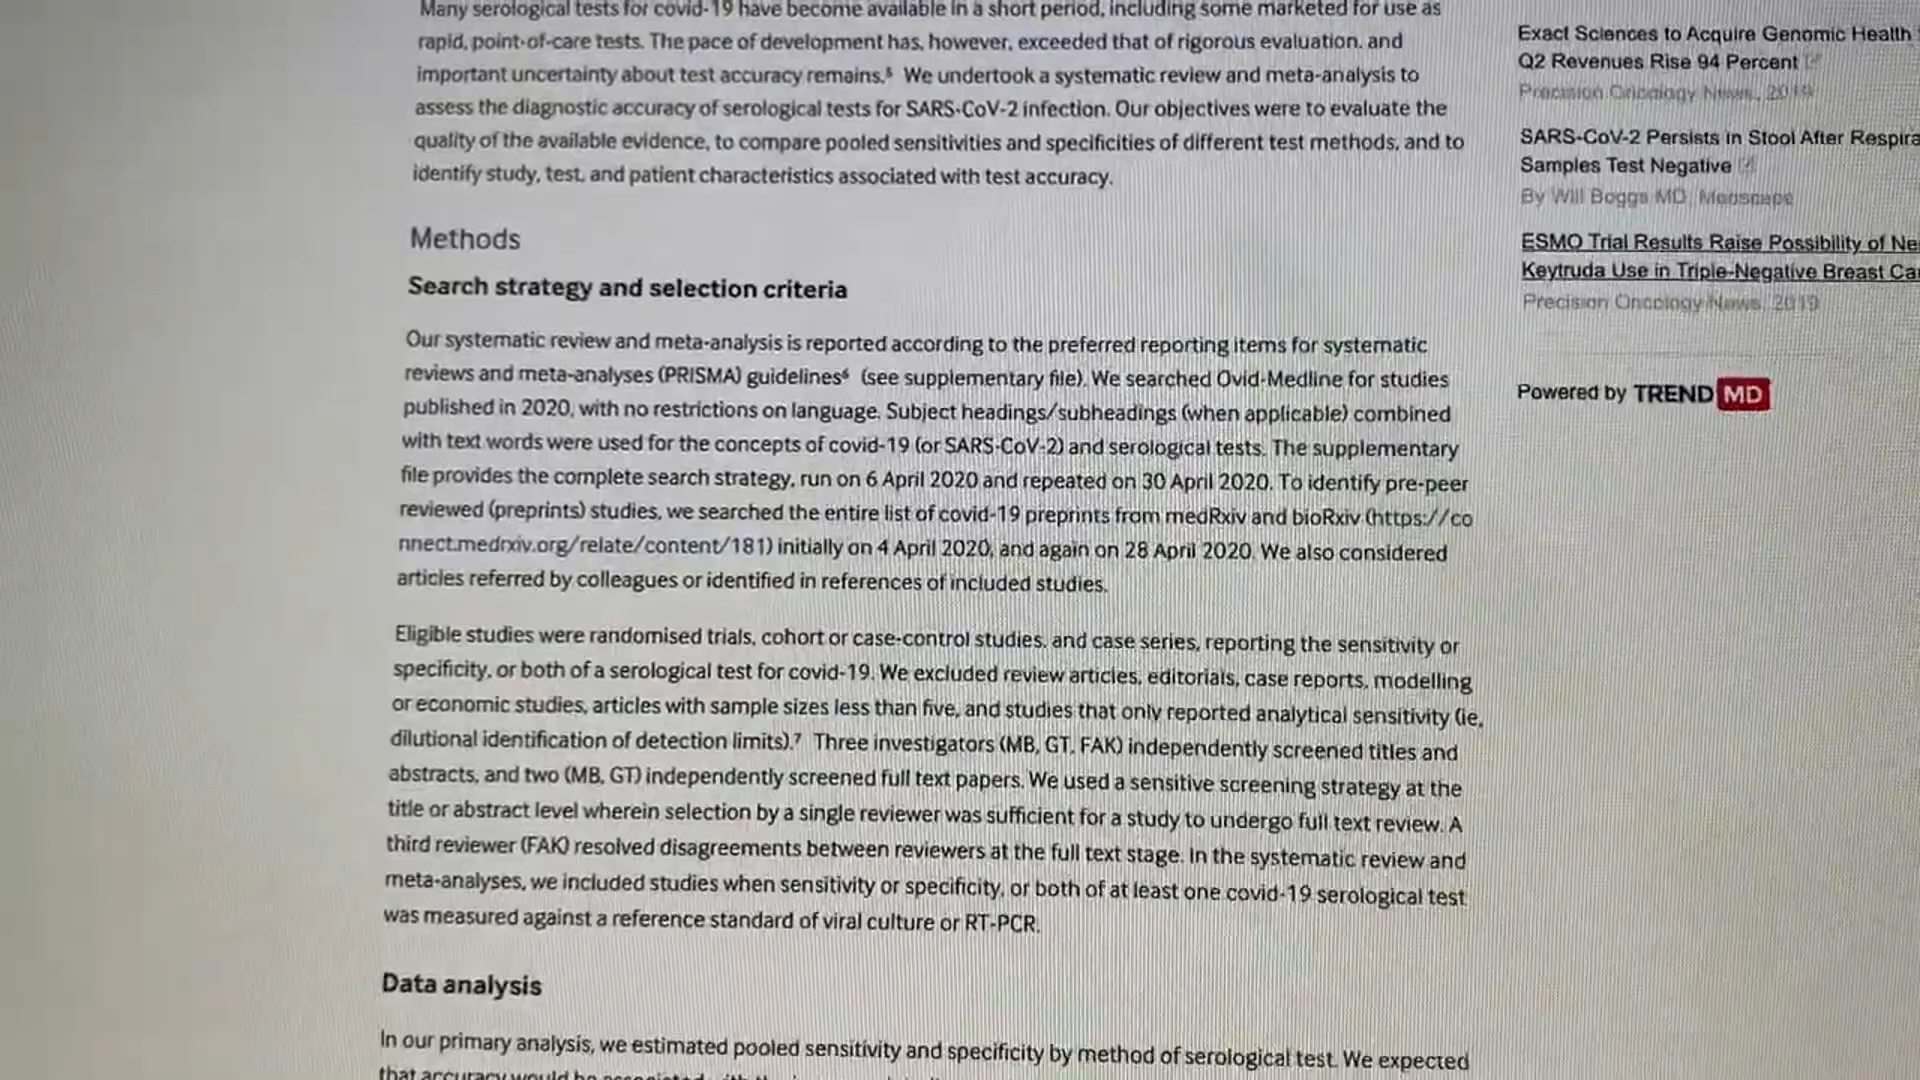 Many serological tests for covid-19 have become available in a short period, including some marketed for use as
rapid, point-of-care tests. The pace of development has, however, exceeded that of rigorous evaluation, and
important uncertainty about test accuracy remains.⁵ We undertook a systematic review and meta-analysis to
assess the diagnostic accuracy of serological tests for SARS-CoV-2 infection. Our objectives were to evaluate the
quality of the available evidence, to compare pooled sensitivities and specificities of different test methods, and to
identify study, test, and patient characteristics associated with test accuracy.
Methods
Search strategy and selection criteria
Our systematic review and meta-analysis is reported according to the preferred reporting items for systematic
reviews and meta-analyses (PRISMA) guidelines⁶ (see supplementary file). We searched Ovid-Medline for studies
published in 2020, with no restrictions on language. Subject headings/subheadings (when applicable) combined
with text words were used for the concepts of covid-19 (or SARS-CoV-2) and serological tests. The supplementary
file provides the complete search strategy, run on 6 April 2020 and repeated on 30 April 2020. To identify pre-peer
reviewed (preprints) studies, we searched the entire list of covid-19 preprints from medRxiv and bioRxiv (https://co
nnect.medrxiv.org/relate/content/181) initially on 4 April 2020, and again on 28 April 2020. We also considered
articles referred by colleagues or identified in references of included studies.
Eligible studies were randomised trials, cohort or case-control studies, and case series, reporting the sensitivity or
specificity, or both of a serological test for covid-19. We excluded review articles, editorials, case reports, modelling
or economic studies, articles with sample sizes less than five, and studies that only reported analytical sensitivity (ie,
dilutional identification of detection limits).⁷ Three investigators (MB, GT, FAK) independently screened titles and
abstracts, and two (MB, GT) independently screened full text papers. We used a sensitive screening strategy at the
title or abstract level wherein selection by a single reviewer was sufficient for a study to undergo full text review. A
third reviewer (FAK) resolved disagreements between reviewers at the full text stage. In the systematic review and
meta-analyses, we included studies when sensitivity or specificity, or both of at least one covid-19 serological test
was measured against a reference standard of viral culture or RT-PCR.
Data analysis
In our primary analysis, we estimated pooled sensitivity and specificity by method of serological test. We expected
that accuracy would be associated with
Exact Sciences to Acquire Genomic Health
Q2 Revenues Rise 94 Percent
Precision Oncology News, 2019
SARS-CoV-2 Persists in Stool After Respira
Samples Test Negative
By Will Boggs MD, Medscape
ESMO Trial Results Raise Possibility of Ne
Keytruda Use in Triple-Negative Breast Ca
Precision Oncology News, 2019
Powered by TREND MD